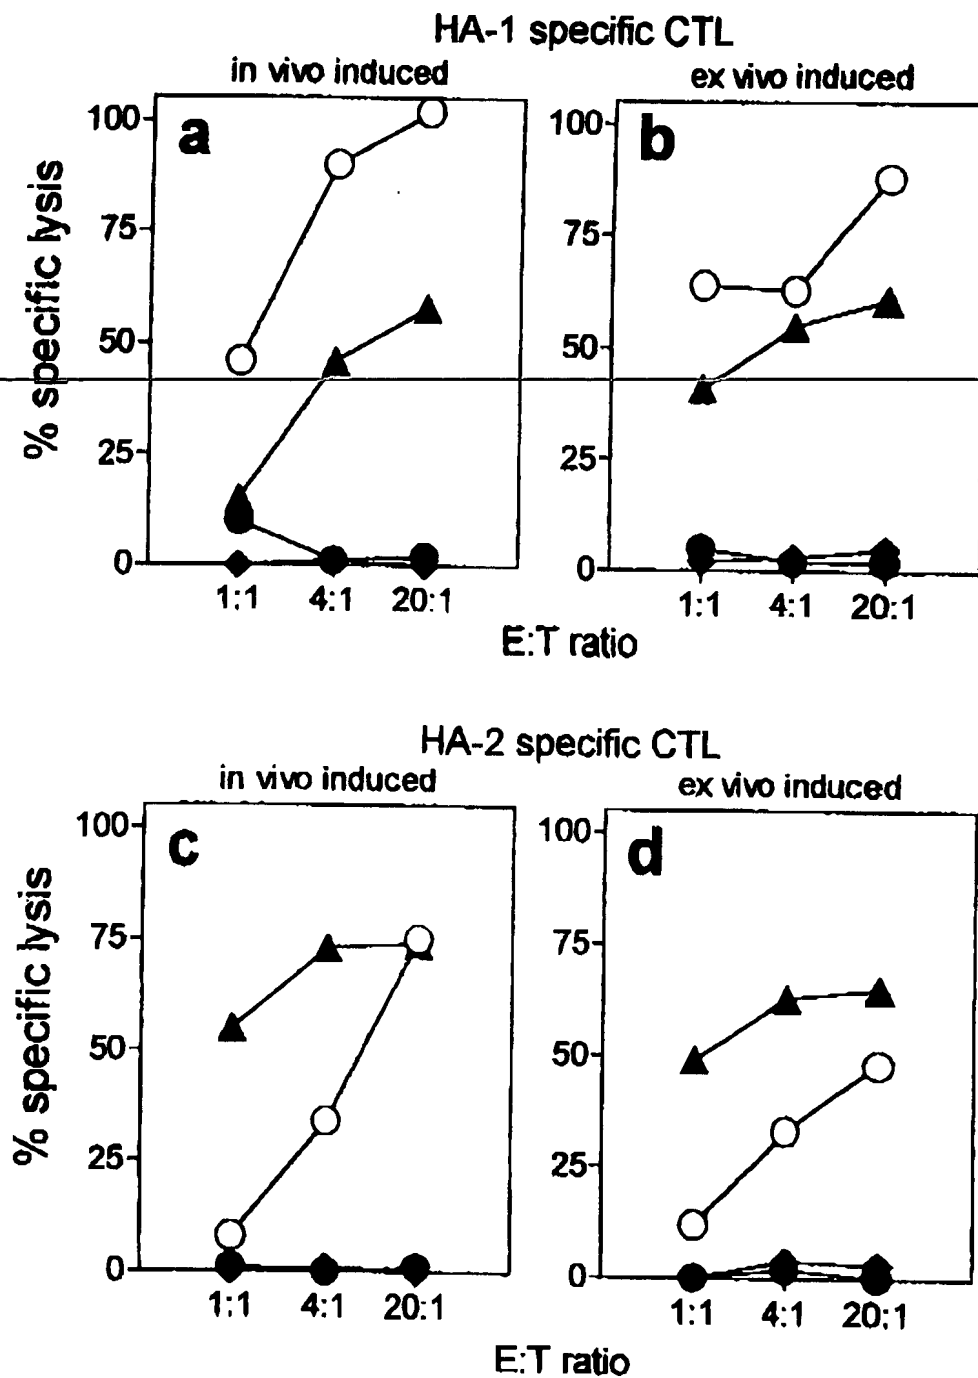 HA-1 specific CTL
in vivo induced
ex vivo induced
a
b
% specific lysis
100
75
50
25
0
100
75
50
25
0
1:1 4:1 20:1
1:1 4:1 20:1
E:T ratio
HA-2 specific CTL
in vivo induced
ex vivo induced
c
d
% specific lysis
100
75
50
25
0
100
75
50
25
0
1:1 4:1 20:1
1:1 4:1 20:1
E:T ratio